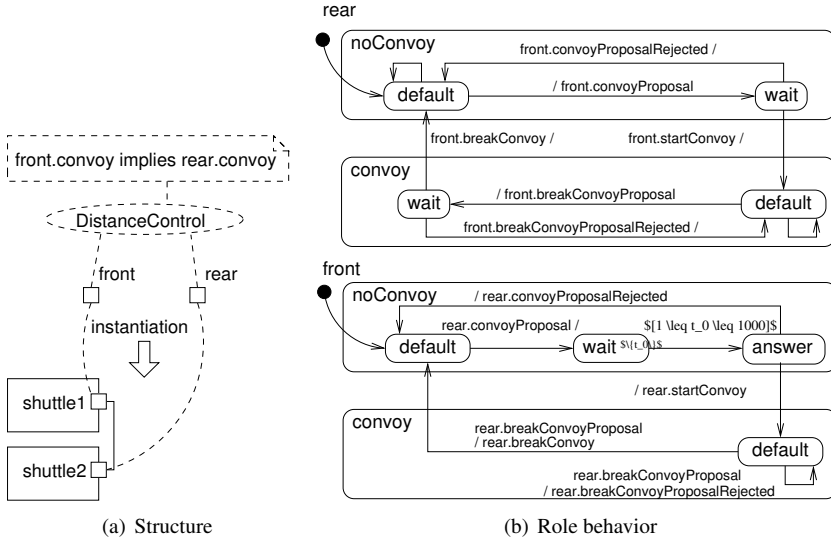 front.convoy implies rear.convoy
DistanceControl
front
rear
instantiation
shuttle1
shuttle2
(a) Structure
rear
noConvoy
front.convoyProposalRejected /
default
/ front.convoyProposal
wait
front.breakConvoy /
front.startConvoy /
convoy
wait
/ front.breakConvoyProposal
default
front.breakConvoyProposalRejected /
front
noConvoy
/ rear.convoyProposalRejected
rear.convoyProposal /
$[1 \leq t_0 \leq 1000]$
default
wait
$\{t_0\}$
answer
/ rear.startConvoy
convoy
rear.breakConvoyProposal
/ rear.breakConvoy
default
rear.breakConvoyProposal
/ rear.breakConvoyProposalRejected
(b) Role behavior